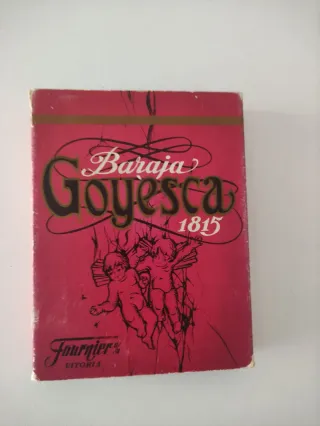 Baraja
Goyesca
1815
Fournier
VITORIA